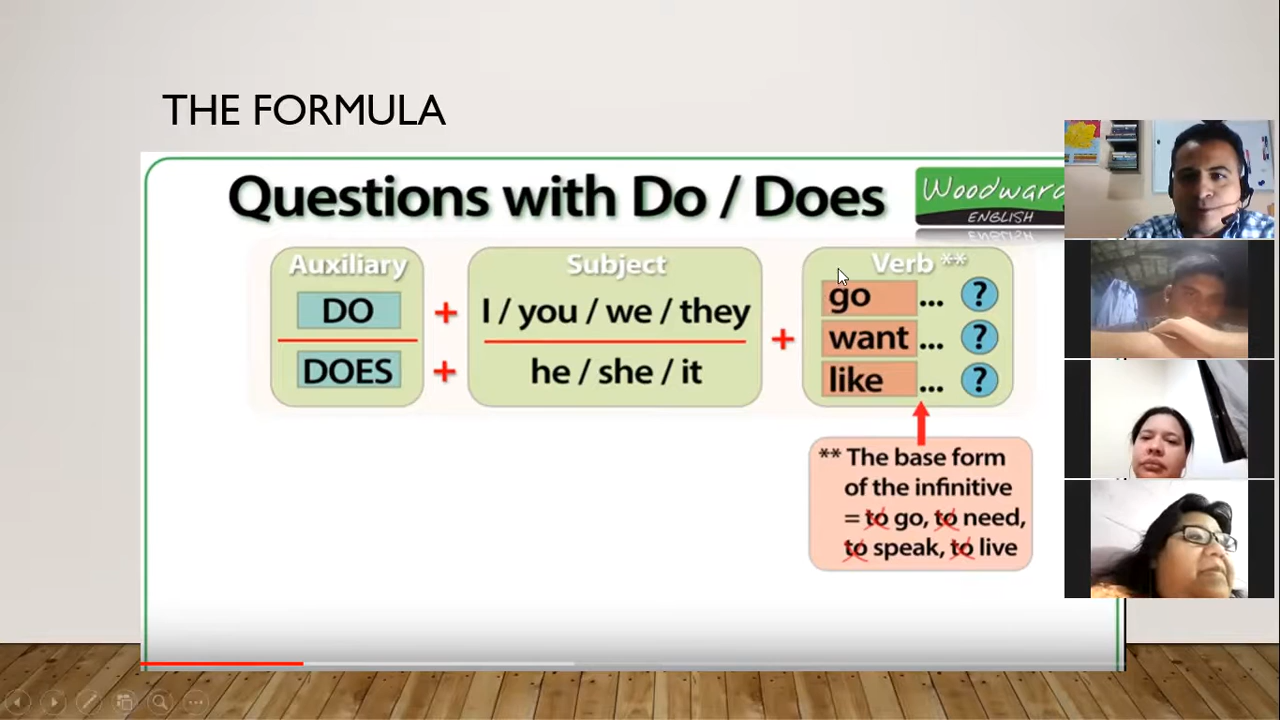 THE FORMULA
Questions with Do / Does
Woodward
ENGLISH
Auxiliary
Subject
Verb **
DO
+
I / you / we / they
DOES
+
he / she / it
+
go ... ?
want ... ?
like ... ?
** The base form
of the infinitive
= to go, to need,
to speak, to live